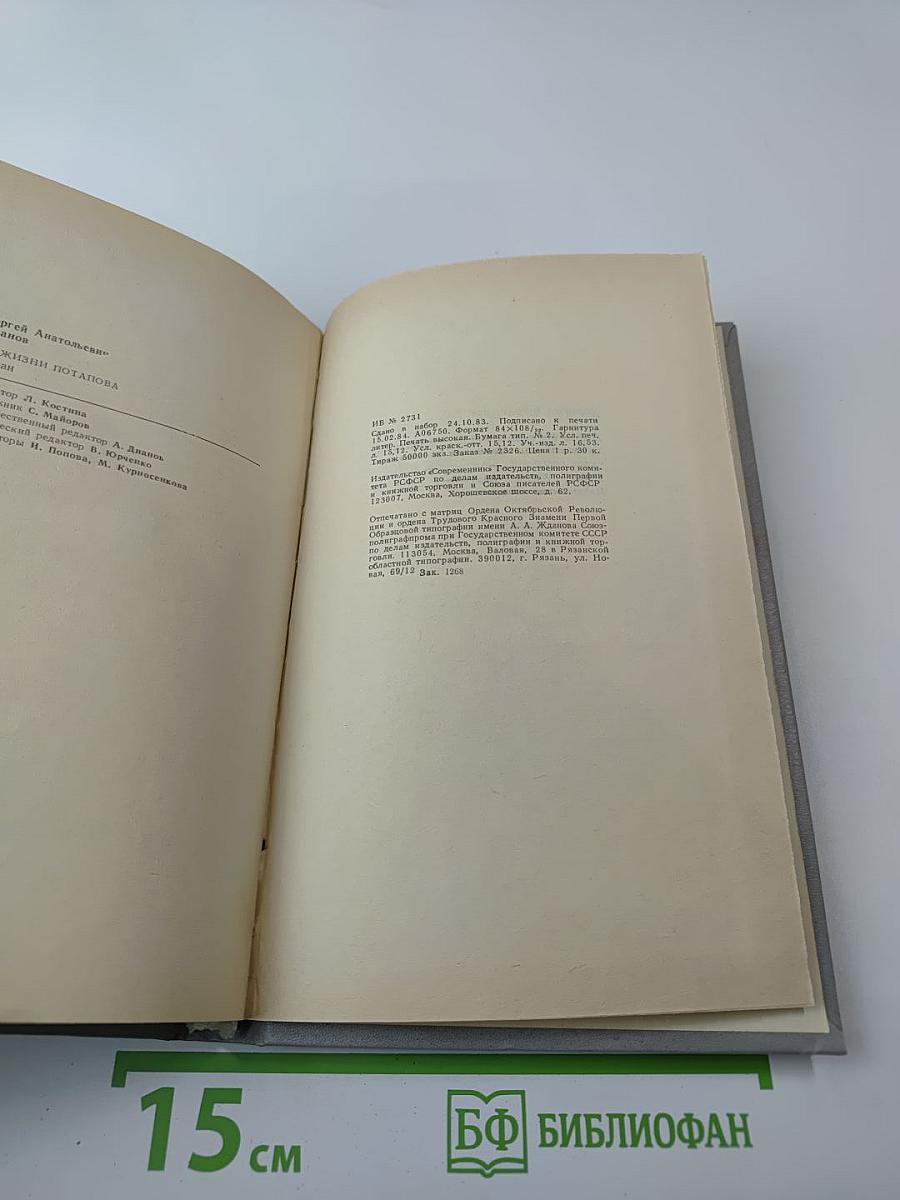 ргей Анатольеви
анов
ЖИЗНИ ПОТАПОВА
ан
тор Л. Костина
жник С. Майоров
ественный редактор А. Дианов
еский редактор В. Юрченко
торы И. Попова, М. Курносенкова
ИБ № 2731
Сдано в набор 24.10.83. Подписано к печати
15.02.84. А06750. Формат 84×108/32. Гарнитура
литер. Печать высокая. Бумага тип. № 2. Усл. печ.
л. 15,12. Усл. краск.-отт. 15,12. Уч.-изд. л. 16,53.
Тираж 50000 экз. Заказ № 2326. Цена 1 р. 30 к.
Издательство «Современник» Государственного коми-
тета РСФСР по делам издательств, полиграфии
и книжной торговли и Союза писателей РСФСР
123007, Москва, Хорошевское шоссе, д. 62.
Отпечатано с матриц Ордена Октябрьской Револю-
ции и ордена Трудового Красного Знамени Первой
Образцовой типографии имени А. А. Жданова Союз-
полиграфпрома при Государственном комитете СССР
по делам издательств, полиграфии и книжной тор-
говли. 113054, Москва, Валовая, 28 в Рязанской
областной типографии. 390012, г. Рязань, ул. Но-
вая, 69/12 Зак. 1268
15 см
БФ БИБЛИОФАН